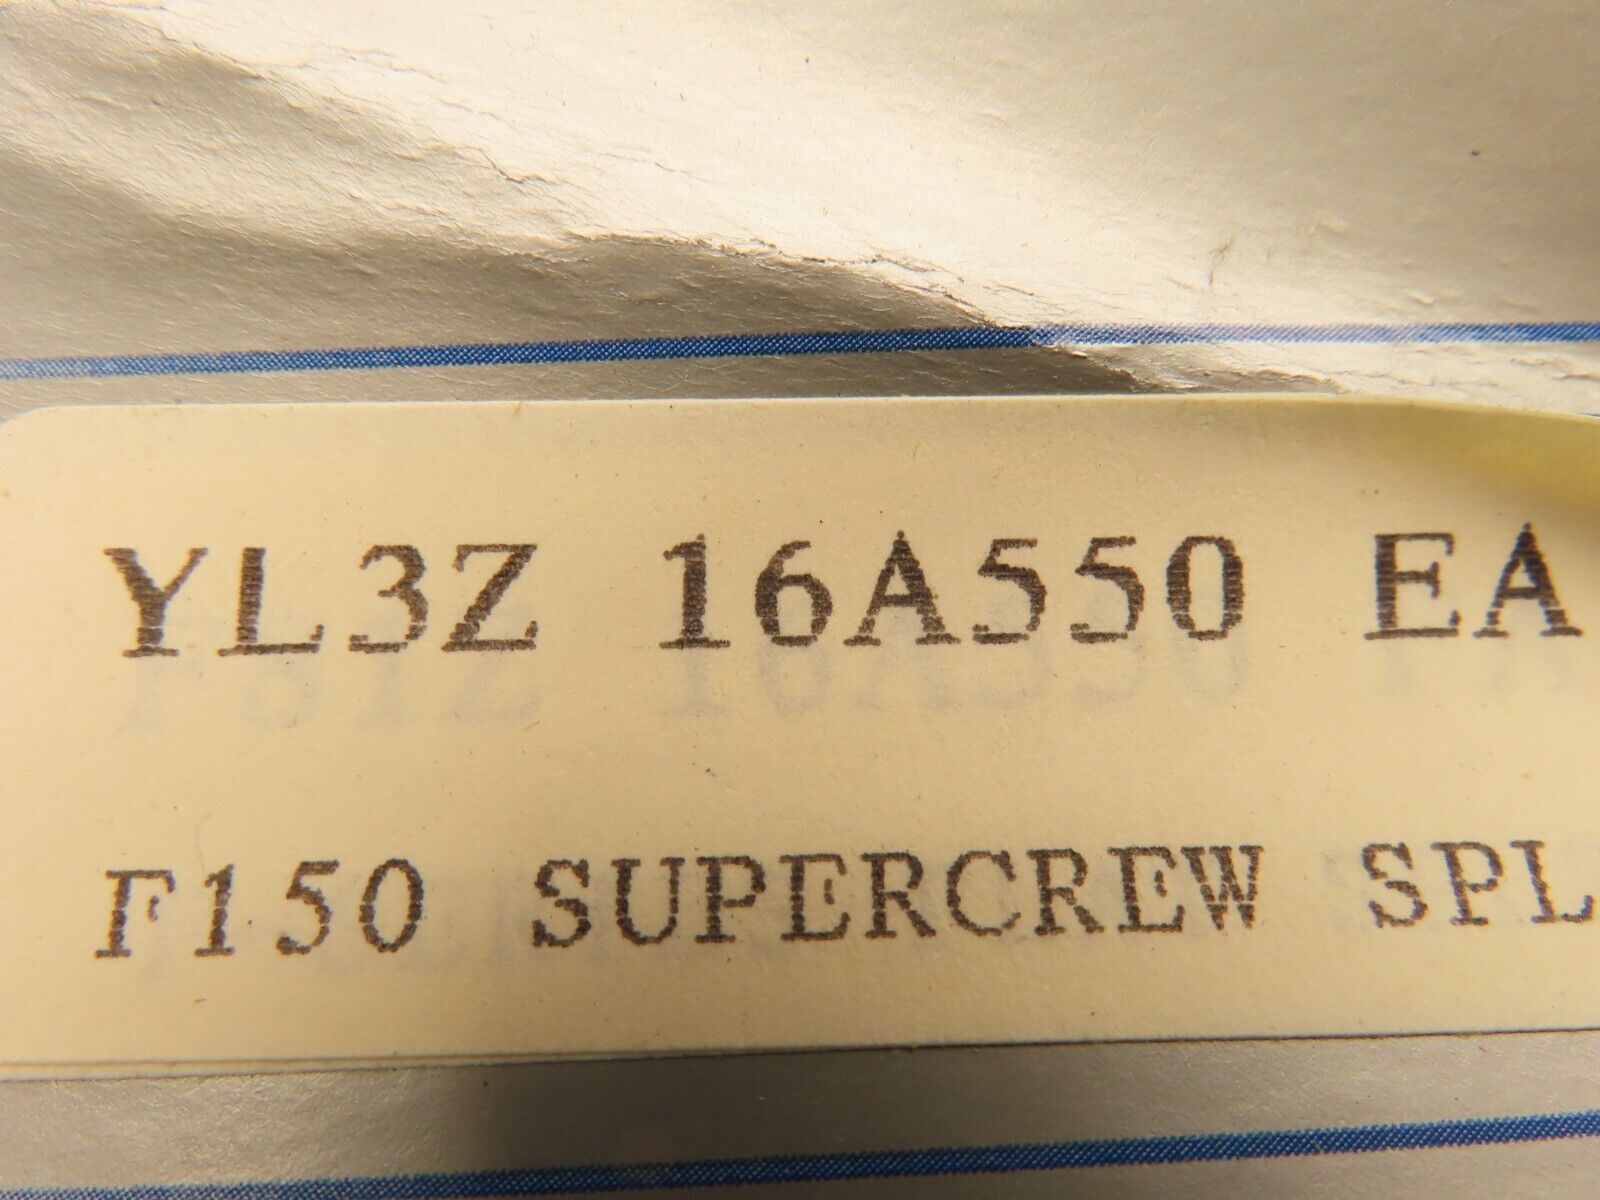 YL3Z 16A550 EA
F150 SUPERCREW SPL